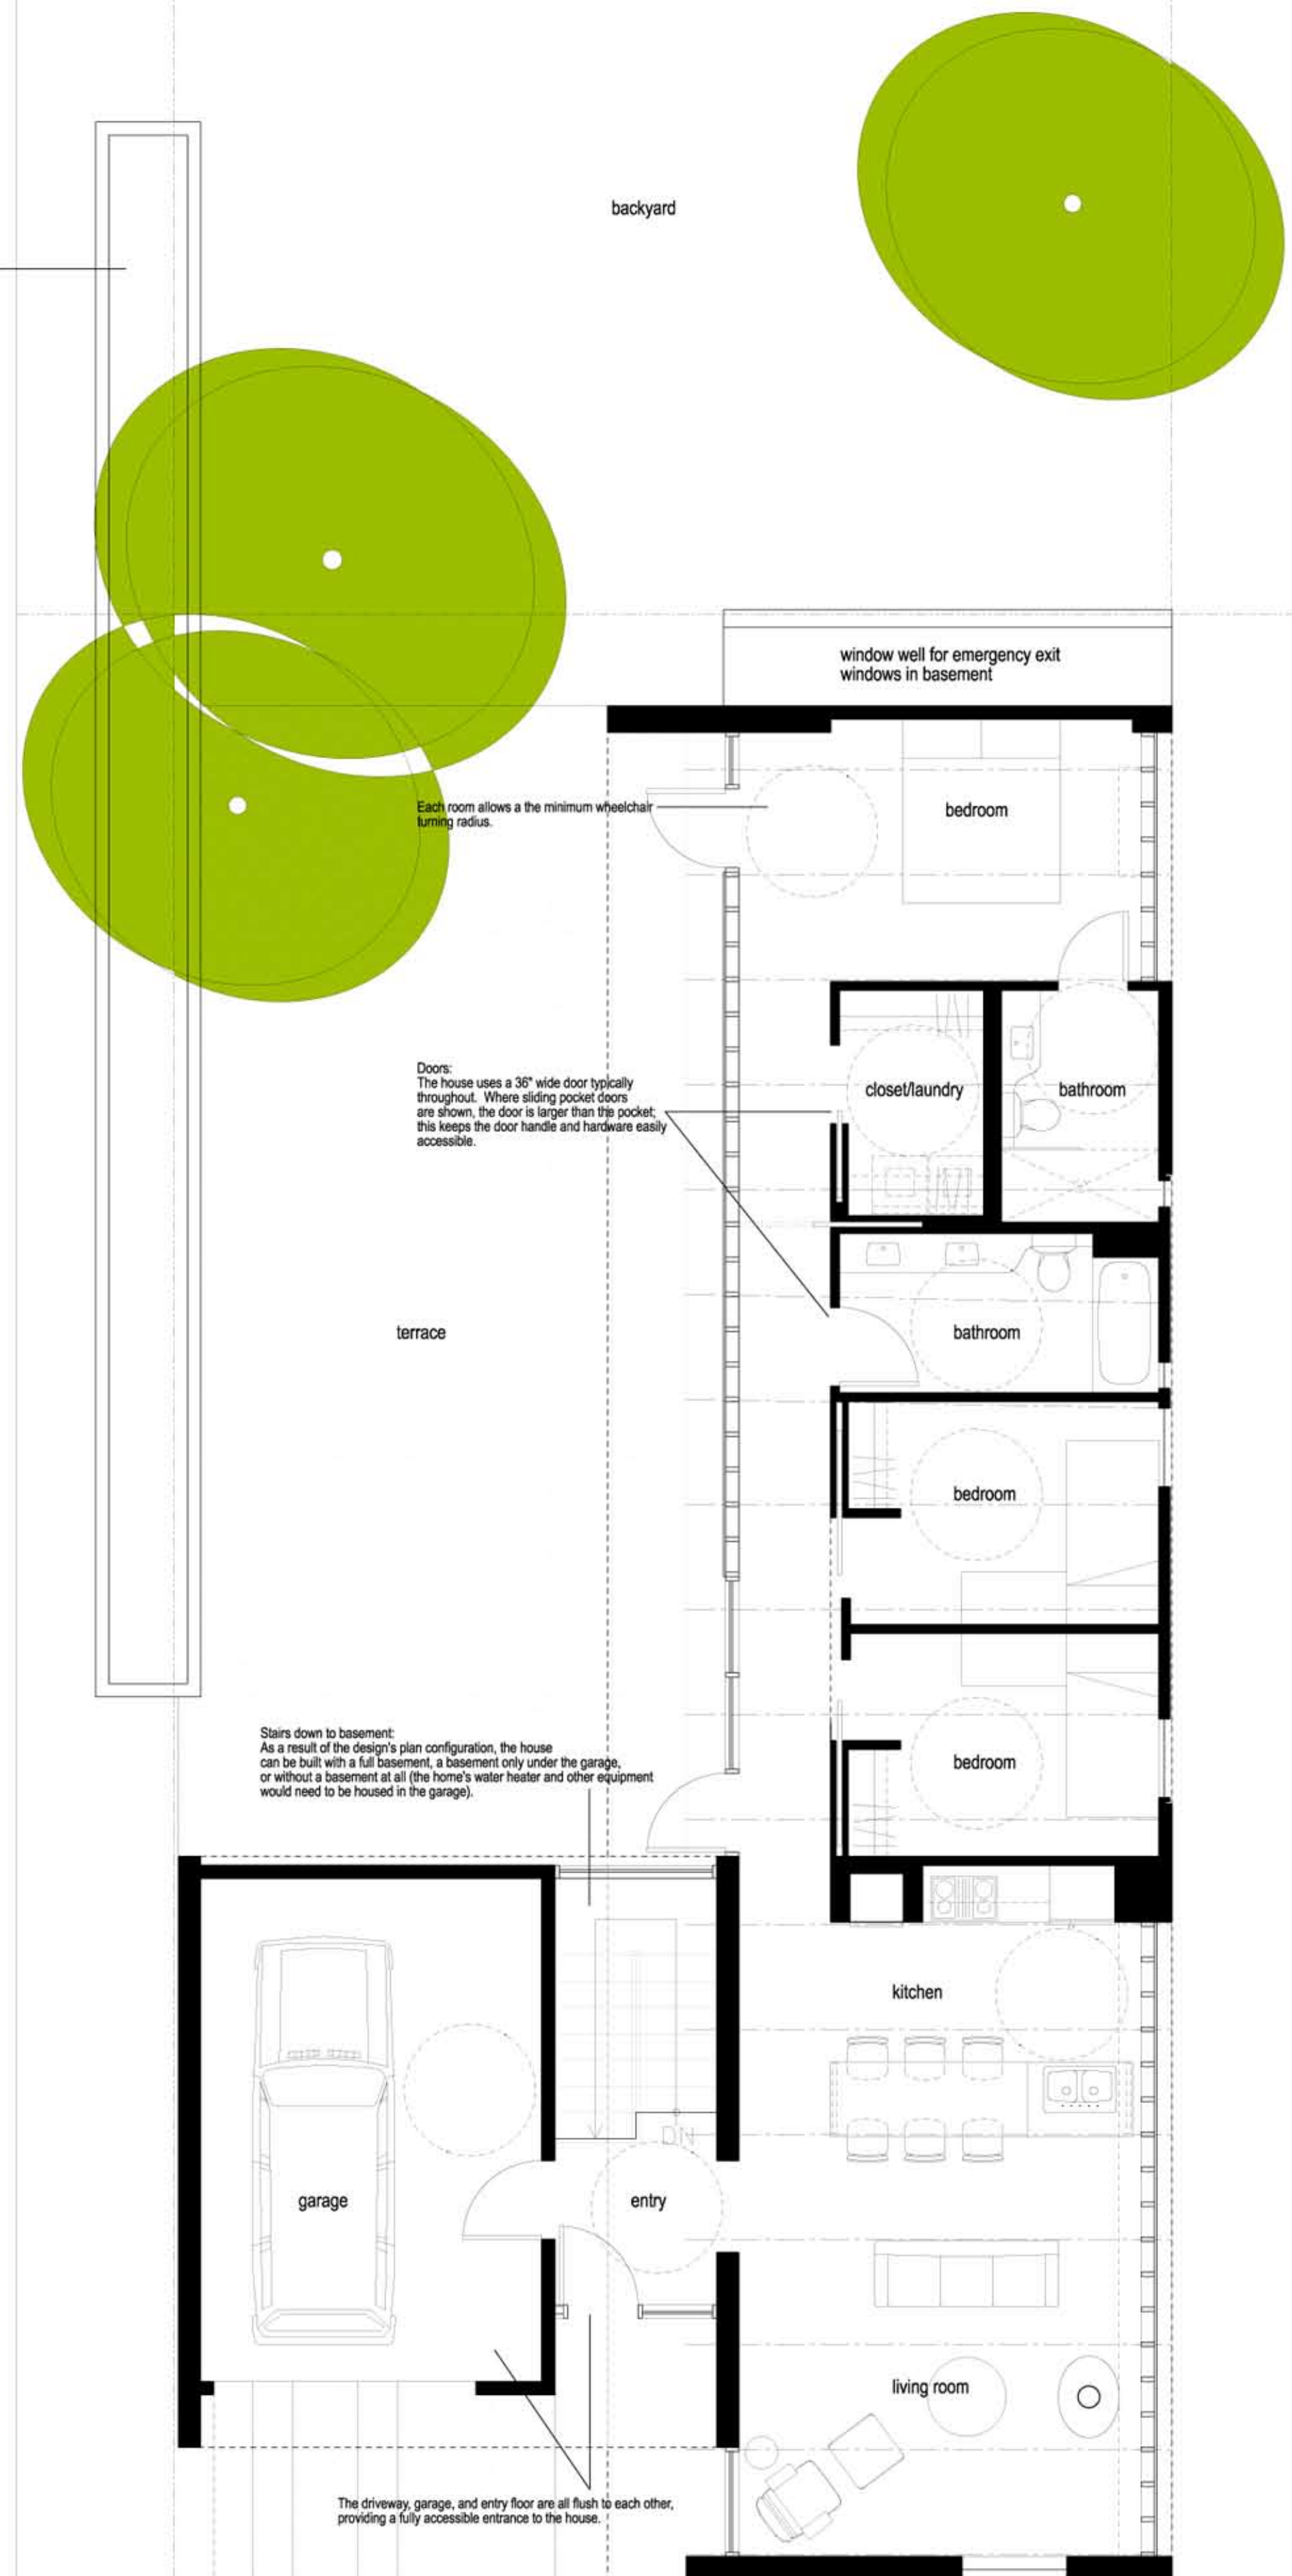 backyard
window well for emergency exit
windows in basement
Each room allows a the minimum wheelchair
turning radius.
bedroom
Doors:
The house uses a 36" wide door typically
throughout. Where sliding pocket doors
are shown, the door is larger than the pocket;
this keeps the door handle and hardware easily
accessible.
closet/laundry
bathroom
terrace
bathroom
bedroom
Stairs down to basement:
As a result of the design's plan configuration, the house
can be built with a full basement, a basement only under the garage,
or without a basement at all (the home's water heater and other equipment
would need to be housed in the garage).
bedroom
kitchen
DN
garage
entry
living room
The driveway, garage, and entry floor are all flush to each other,
providing a fully accessible entrance to the house.